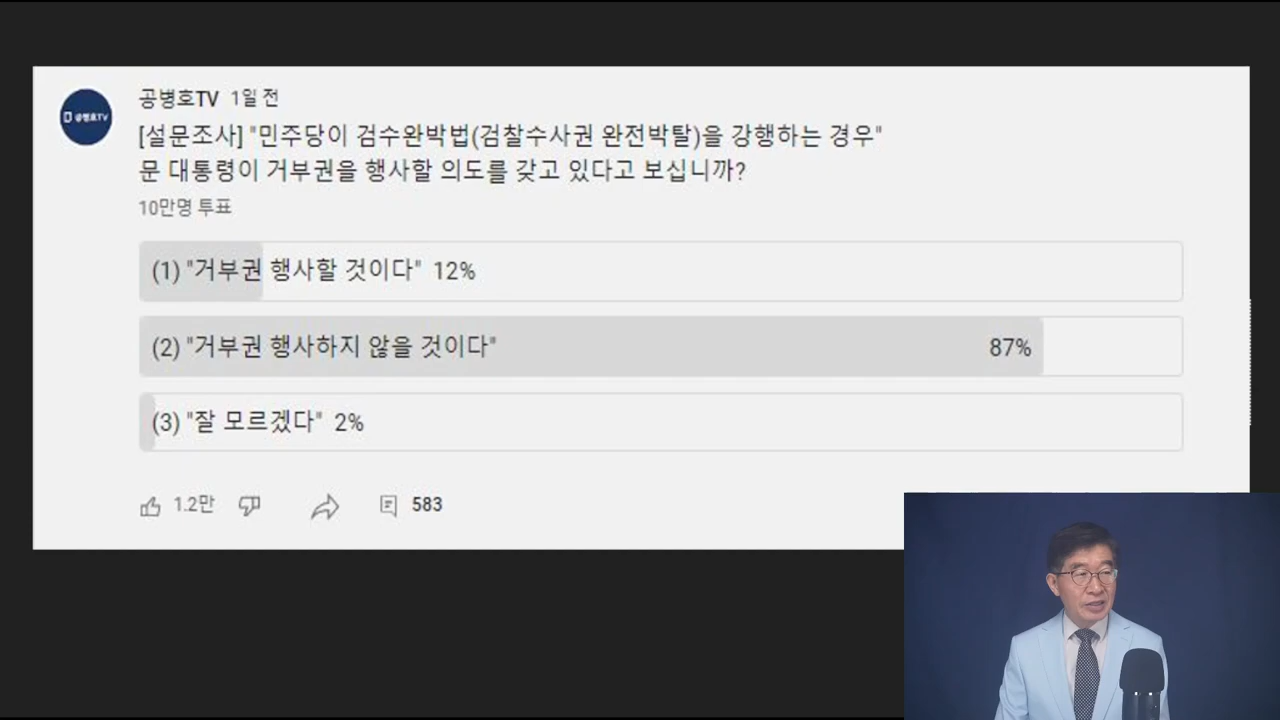 공병호TV
공병호TV 1일 전
[설문조사] "민주당이 검수완박법(검찰수사권 완전박탈)을 강행하는 경우"
문 대통령이 거부권을 행사할 의도를 갖고 있다고 보십니까?
10만명 투표
(1) "거부권 행사할 것이다" 12%
(2) "거부권 행사하지 않을 것이다" 87%
(3) "잘 모르겠다" 2%
1.2만 583